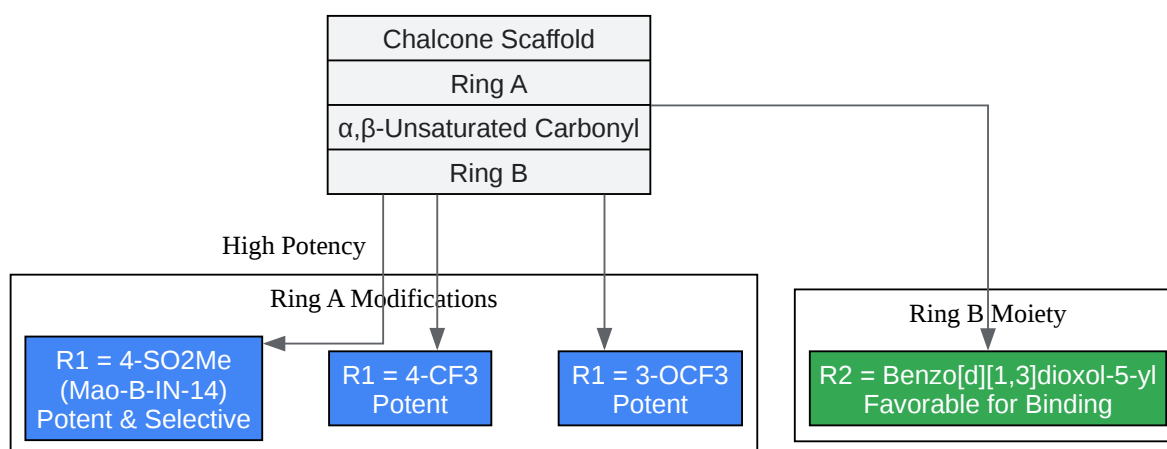 Chalcone Scaffold
Ring A
α,β-Unsaturated Carbonyl
Ring B
High Potency
Ring A Modifications
R1 = 4-SO2Me
(Mao-B-IN-14)
Potent & Selective
R1 = 4-CF3
Potent
R1 = 3-OCF3
Potent
Ring B Moiety
R2 = Benzo[d][1,3]dioxol-5-yl
Favorable for Binding